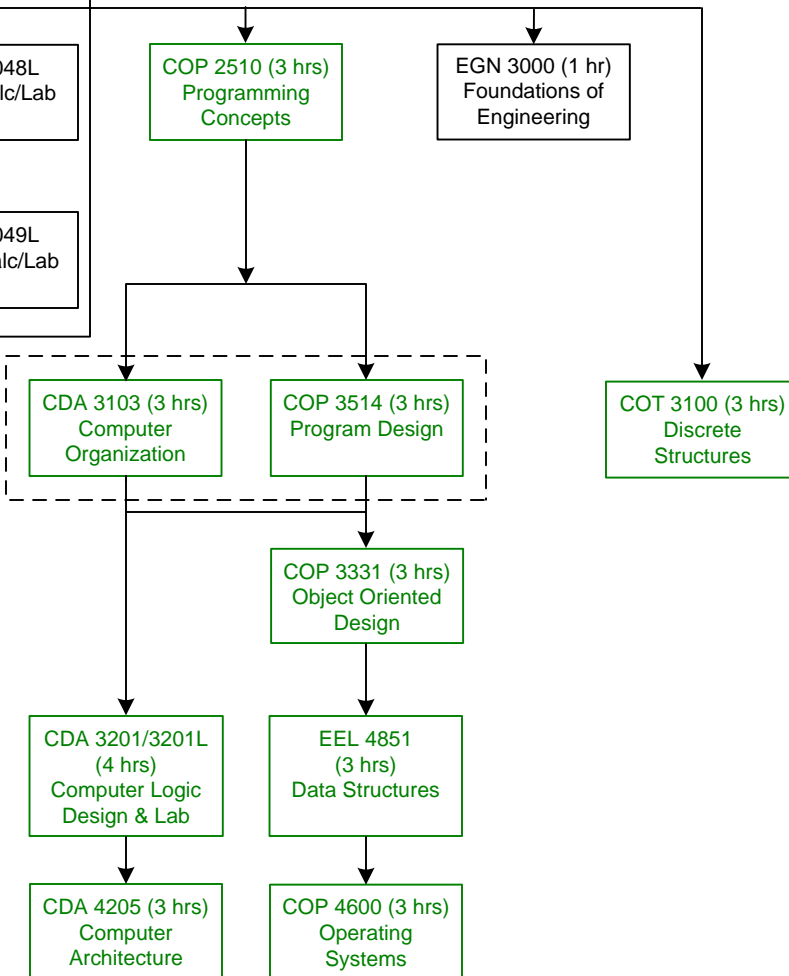 048L
lc/Lab
COP 2510 (3 hrs)
Programming
Concepts
EGN 3000 (1 hr)
Foundations of
Engineering
049L
alc/Lab
CDA 3103 (3 hrs)
Computer
Organization
COP 3514 (3 hrs)
Program Design
COT 3100 (3 hrs)
Discrete
Structures
COP 3331 (3 hrs)
Object Oriented
Design
CDA 3201/3201L
(4 hrs)
Computer Logic
Design & Lab
EEL 4851
(3 hrs)
Data Structures
CDA 4205 (3 hrs)
Computer
Architecture
COP 4600 (3 hrs)
Operating
Systems